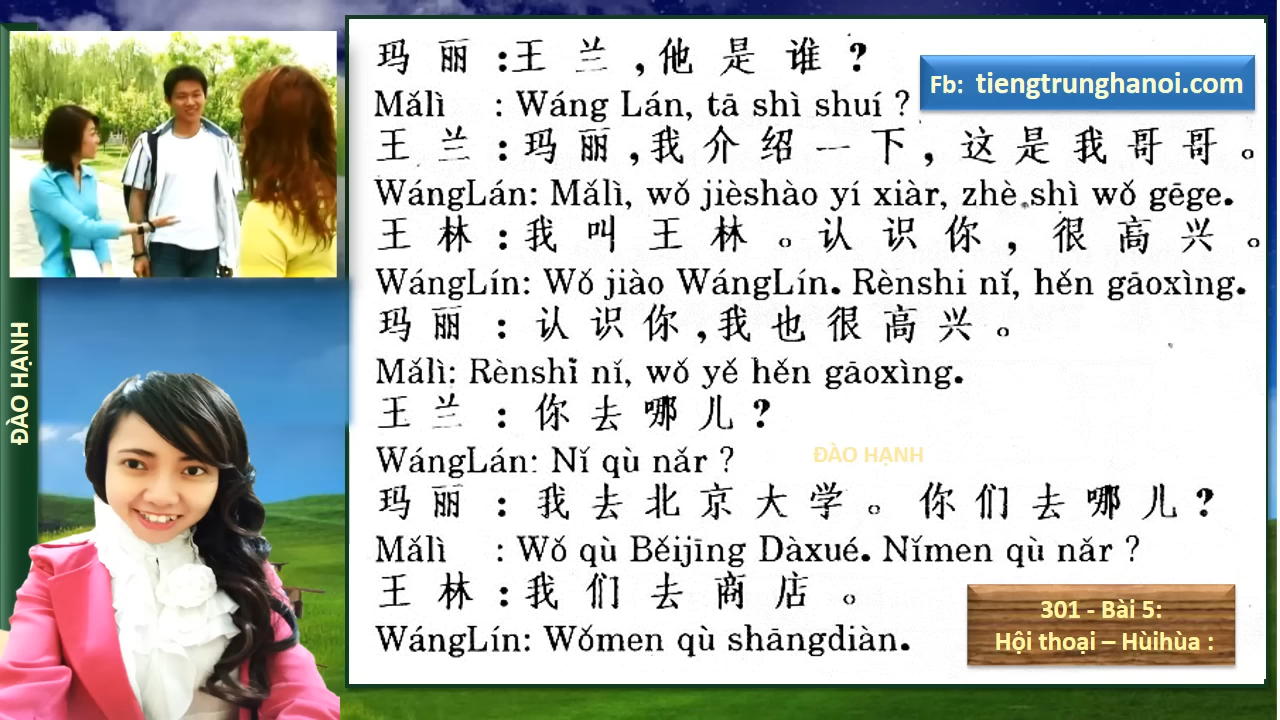 玛丽：王兰，他是谁？
Mǎlì : Wáng Lán, tā shì shuí ?
王兰：玛丽，我介绍一下，这是我哥哥。
WángLán: Mǎlì, wǒ jièshào yí xiàr, zhè shì wǒ gēge.
王林：我叫王林。认识你，很高兴。
WángLín: Wǒ jiào WángLín. Rènshi nǐ, hěn gāoxìng.
玛丽：认识你，我也很高兴。
Mǎlì: Rènshi nǐ, wǒ yě hěn gāoxìng.
王兰：你去哪儿？
WángLán: Nǐ qù nǎr ?
玛丽：我去北京大学。你们去哪儿？
Mǎlì : Wǒ qù Běijīng Dàxué. Nǐmen qù nǎr ?
王林：我们去商店。
WángLín: Wǒmen qù shāngdiàn.
Fb: tiengtrunghanoi.com
ĐÀO HẠNH
ĐÀO HẠNH
301 - Bài 5:
Hội thoại – Hùihùa :